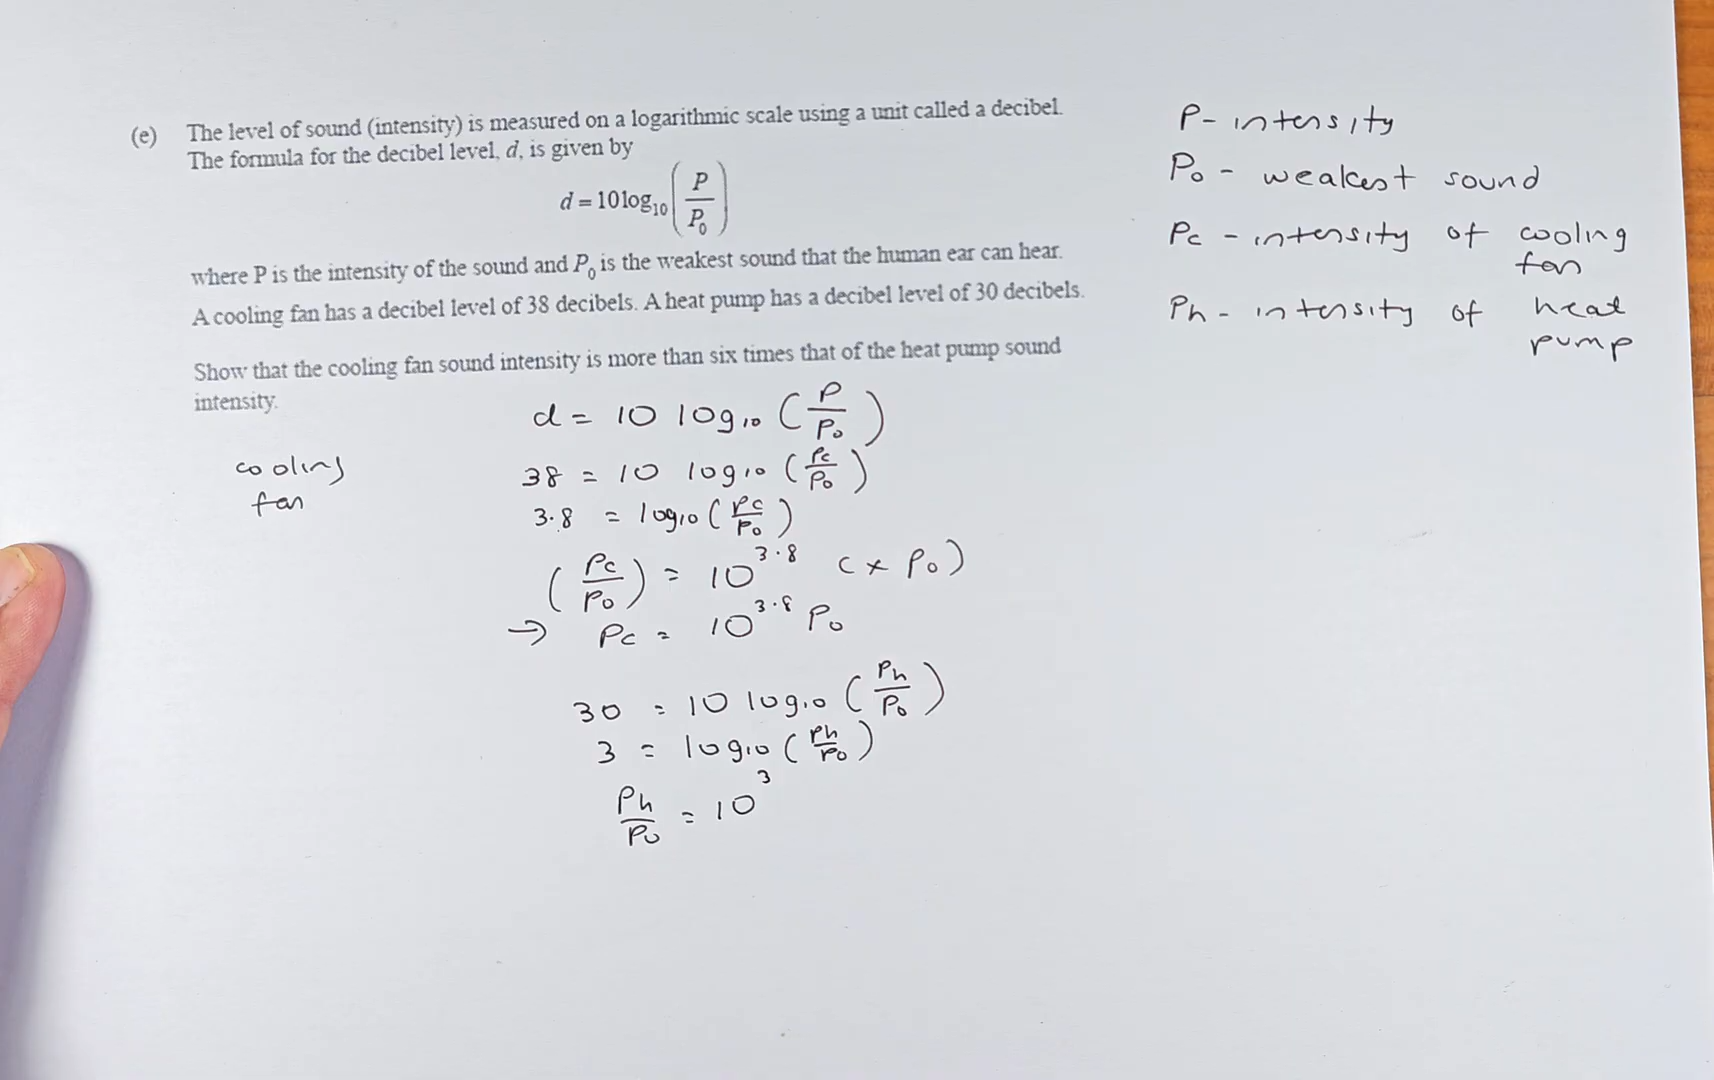 (e) The level of sound (intensity) is measured on a logarithmic scale using a unit called a decibel.
The formula for the decibel level, d, is given by
d = 10 log₁₀ (P/P₀)
where P is the intensity of the sound and P₀ is the weakest sound that the human ear can hear.
A cooling fan has a decibel level of 38 decibels. A heat pump has a decibel level of 30 decibels.
Show that the cooling fan sound intensity is more than six times that of the heat pump sound
intensity.
P - intensity
P₀ - weakest sound
Pc - intensity of cooling
fan
Ph - intensity of heat
pump
cooling
fan
d = 10 log₁₀ (P/P₀)
38 = 10 log₁₀ (Pc/P₀)
3.8 = log₁₀ (Pc/P₀)
(Pc/P₀) = 10^3.8 (× P₀)
→ Pc = 10^3.8 P₀
30 = 10 log₁₀ (Ph/P₀)
3 = log₁₀ (Ph/P₀)
Ph/P₀ = 10^3